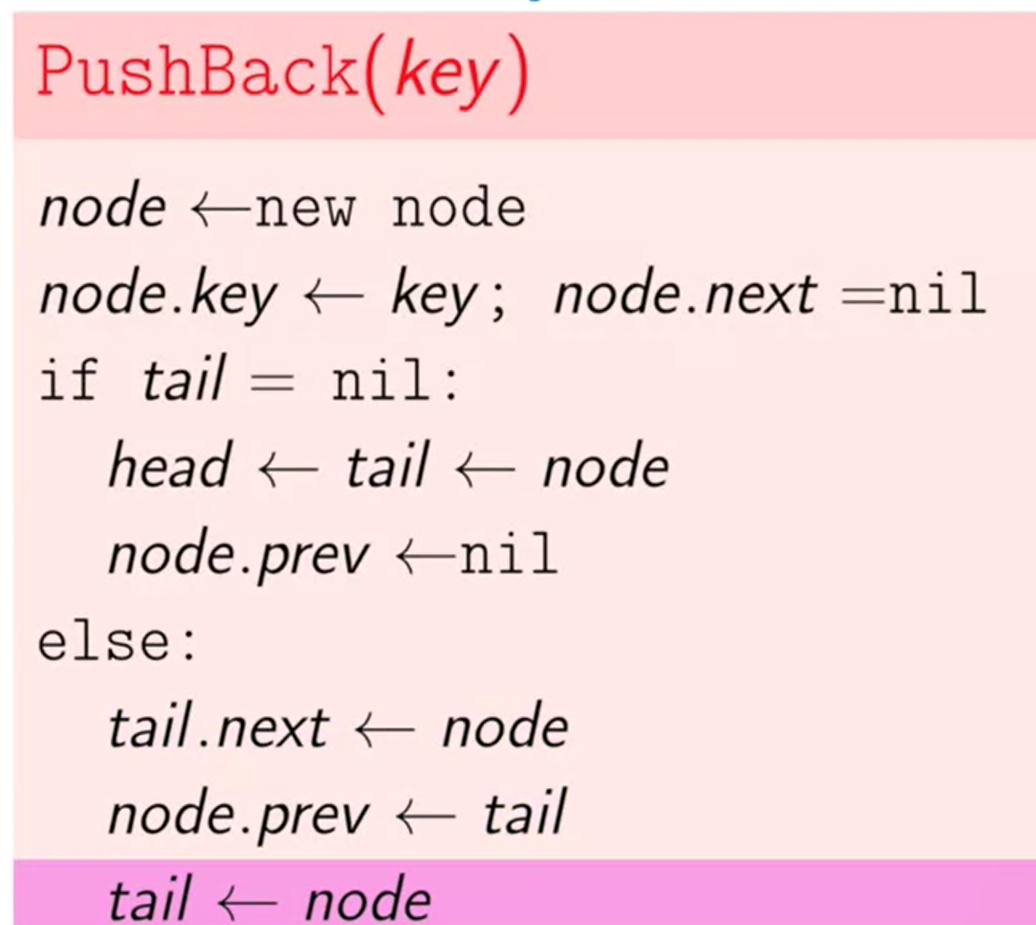 PushBack(key)
node ←new node
node.key ← key; node.next =nil
if tail = nil:
head ← tail ← node
node.prev ←nil
else:
tail.next ← node
node.prev ← tail
tail ← node